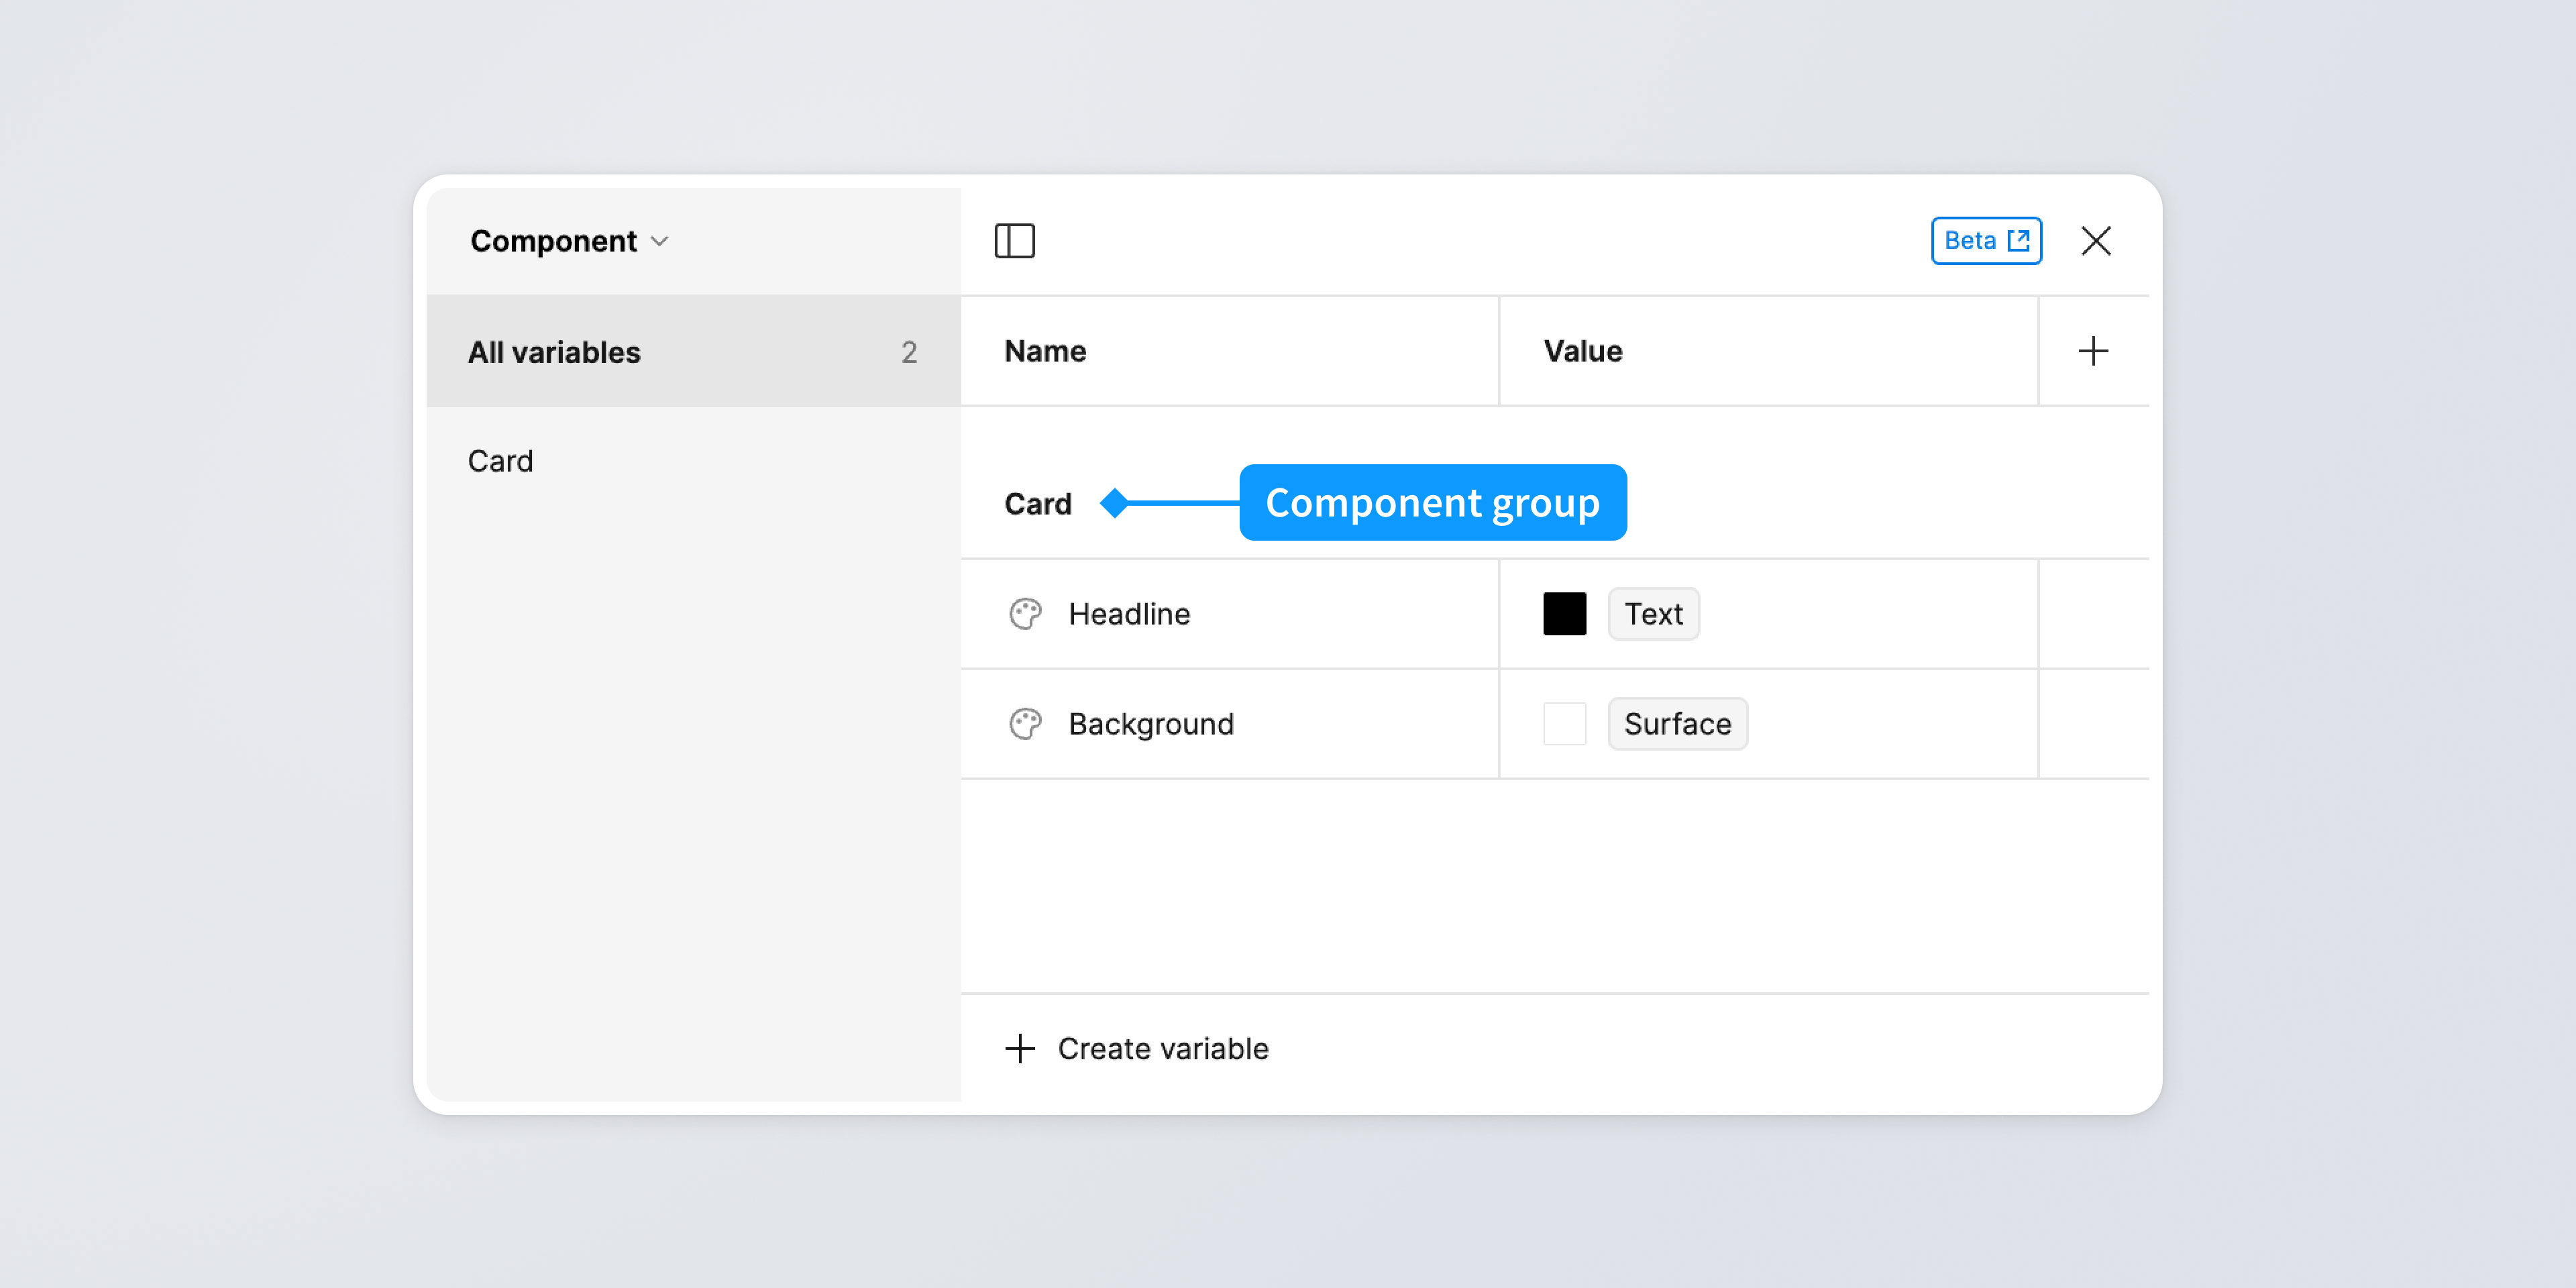 Component
Beta
All variables 2
Name Value
Card
Card Component group
Headline Text
Background Surface
Create variable